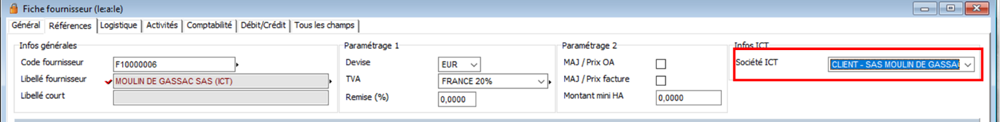 Fiche fournisseur (le:a:le)
Général Références Logistique Activités Comptabilité Débit/Crédit Tous les champs
Infos générales
Code fournisseur F10000006
Libellé fournisseur MOULIN DE GASSAC SAS (ICT)
Libellé court
Paramétrage 1
Devise EUR
TVA FRANCE 20%
Remise (%) 0,0000
Paramétrage 2
MAJ / Prix OA
MAJ / Prix facture
Montant mini HA 0,0000
Infos ICT
Société ICT CLIENT - SAS MOULIN DE GASSA